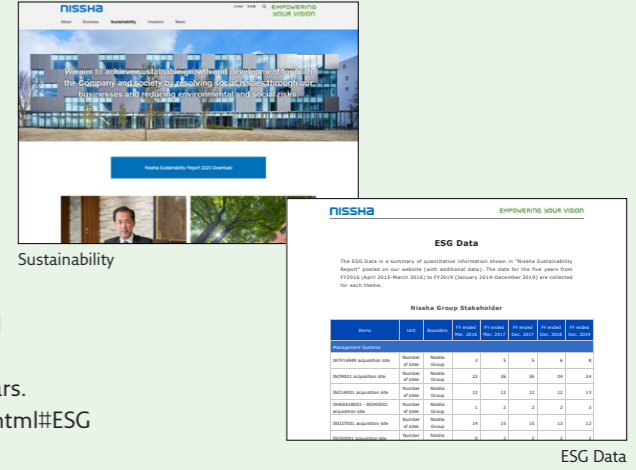 NISSHA
Contact Global
EMPOWERING
YOUR VISION
About Business Sustainability Investors News
We aim to achieve sustainable growth and development for both
the Company and society by resolving social issues through our
businesses and reducing environmental and social risks.
Nissha Sustainability Report 2020 Download
Sustainability
ars.
html#ESG
NISSHA EMPOWERING YOUR VISION
ESG Data
The ESG Data is a summary of quantitative information shown in "Nissha Sustainability
Report" posted on our website (with additional data). The data for the five years from
FY2016 (April 2015-March 2016) to FY2019 (January 2019-December 2019) are collected
for each theme.
Nissha Group Stakeholder
Items Unit Boundary FY ended Mar. 2016 FY ended Mar. 2017 FY ended Dec. 2017 FY ended Dec. 2018 FY ended Dec. 2019
Management Systems
IATF16949 acquisition site Number of sites Nissha Group 3 5 5 6 8
ISO9001 acquisition site Number of sites Nissha Group 22 26 26 24 24
ISO14001 acquisition site Number of sites Nissha Group 12 12 12 12 13
OHSAS18001・ISO45001 acquisition site Number of sites Nissha Group 1 2 2 2 3
ISO27001 acquisition site Number of sites Nissha Group 14 15 15 13 12
ISO50001 acquisition site Number Nissha 0 2 2 2 2
ESG Data